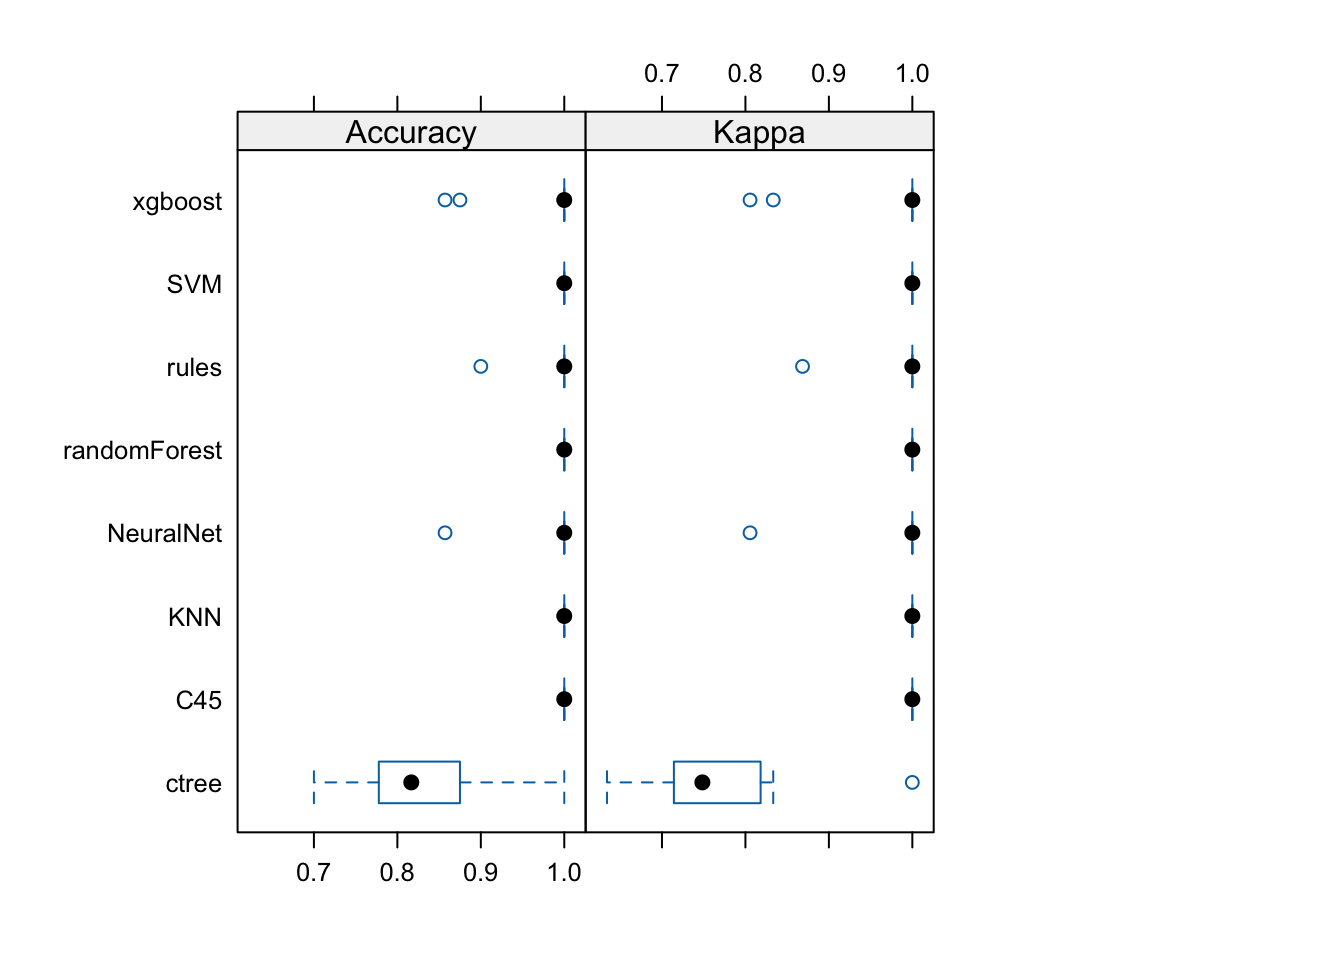 0.7 0.8 0.9 1.0
Accuracy Kappa
xgboost
SVM
rules
randomForest
NeuralNet
KNN
C45
ctree
0.7 0.8 0.9 1.0